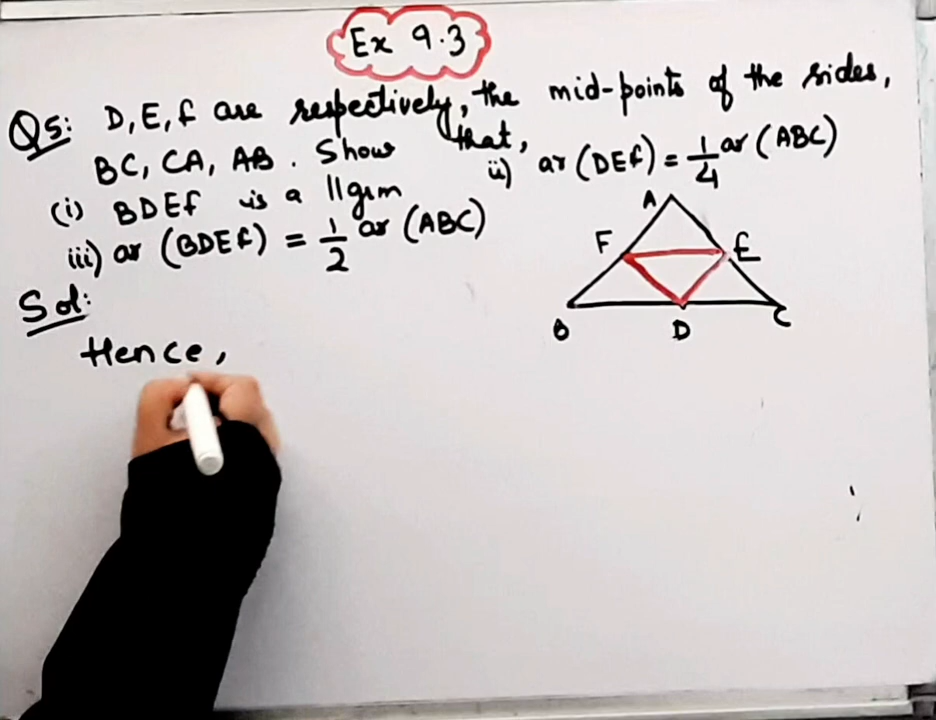 Ex 9.3
Q5: D, E, f are respectively, the mid-points of the sides,
BC, CA, AB. Show that,
(i) BDEf is a ||gm
ii) ar (DEf) = 1/4 ar (ABC)
iii) ar (BDEf) = 1/2 ar (ABC)
A
F E
B D C
Sol:
Hence,